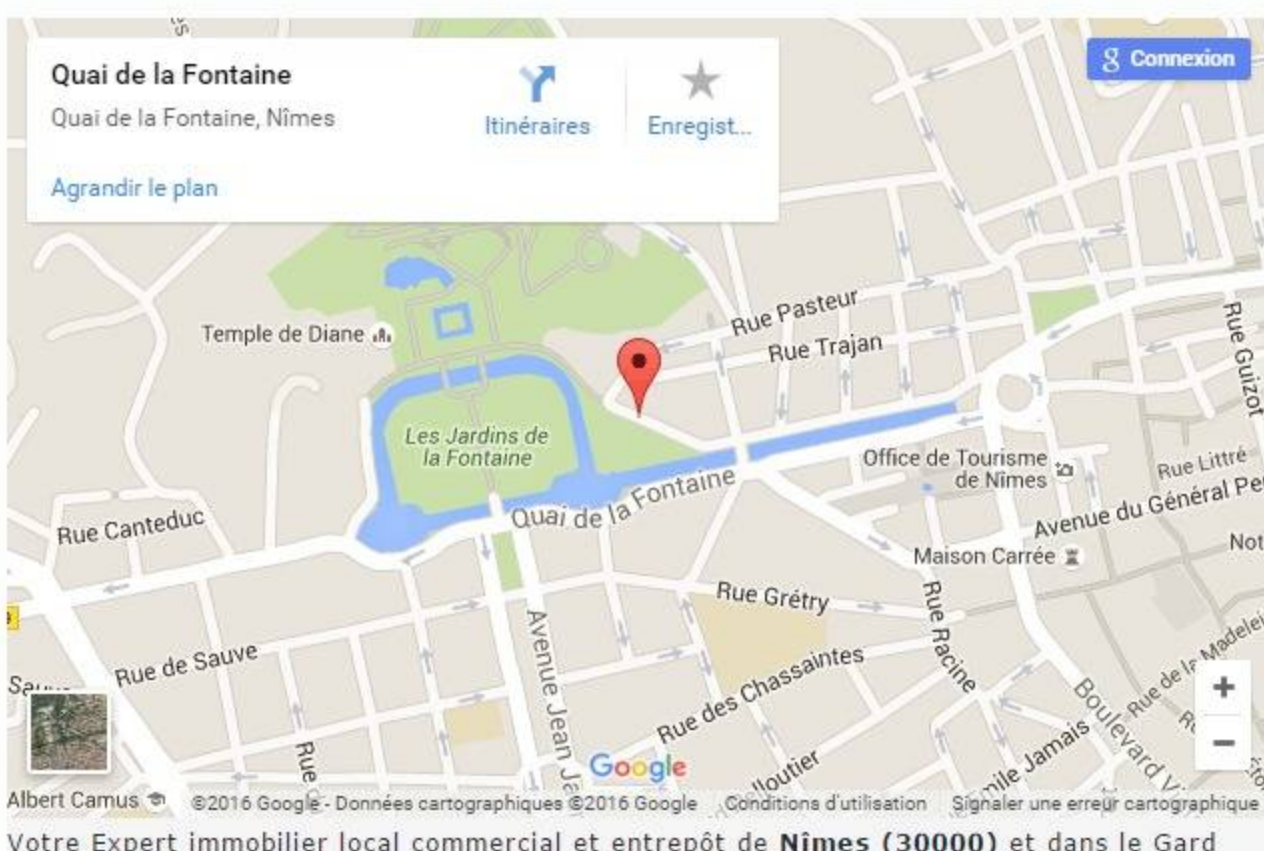 Quai de la Fontaine
Quai de la Fontaine, Nîmes
Itinéraires
Enregist...
Agrandir le plan
g Connexion
Rue Pasteur
Rue Trajan
Rue Guizot
Temple de Diane
Les Jardins de
la Fontaine
Quai de la Fontaine
Office de Tourisme
de Nîmes
Rue Littré
Avenue du Général
Maison Carrée
Rue Canteduc
Rue Grétry
Rue Racine
Rue de Sauve
Avenue Jean
Rue des Chassaintes
Rue de la
Boulevard
Jamais
Rue
Google
Albert Camus
©2016 Google - Données cartographiques ©2016 Google
Conditions d'utilisation
Signaler une erreur cartographique
+
−
Votre Expert immobilier local commercial et entrepôt de Nîmes (30000) et dans le Gard